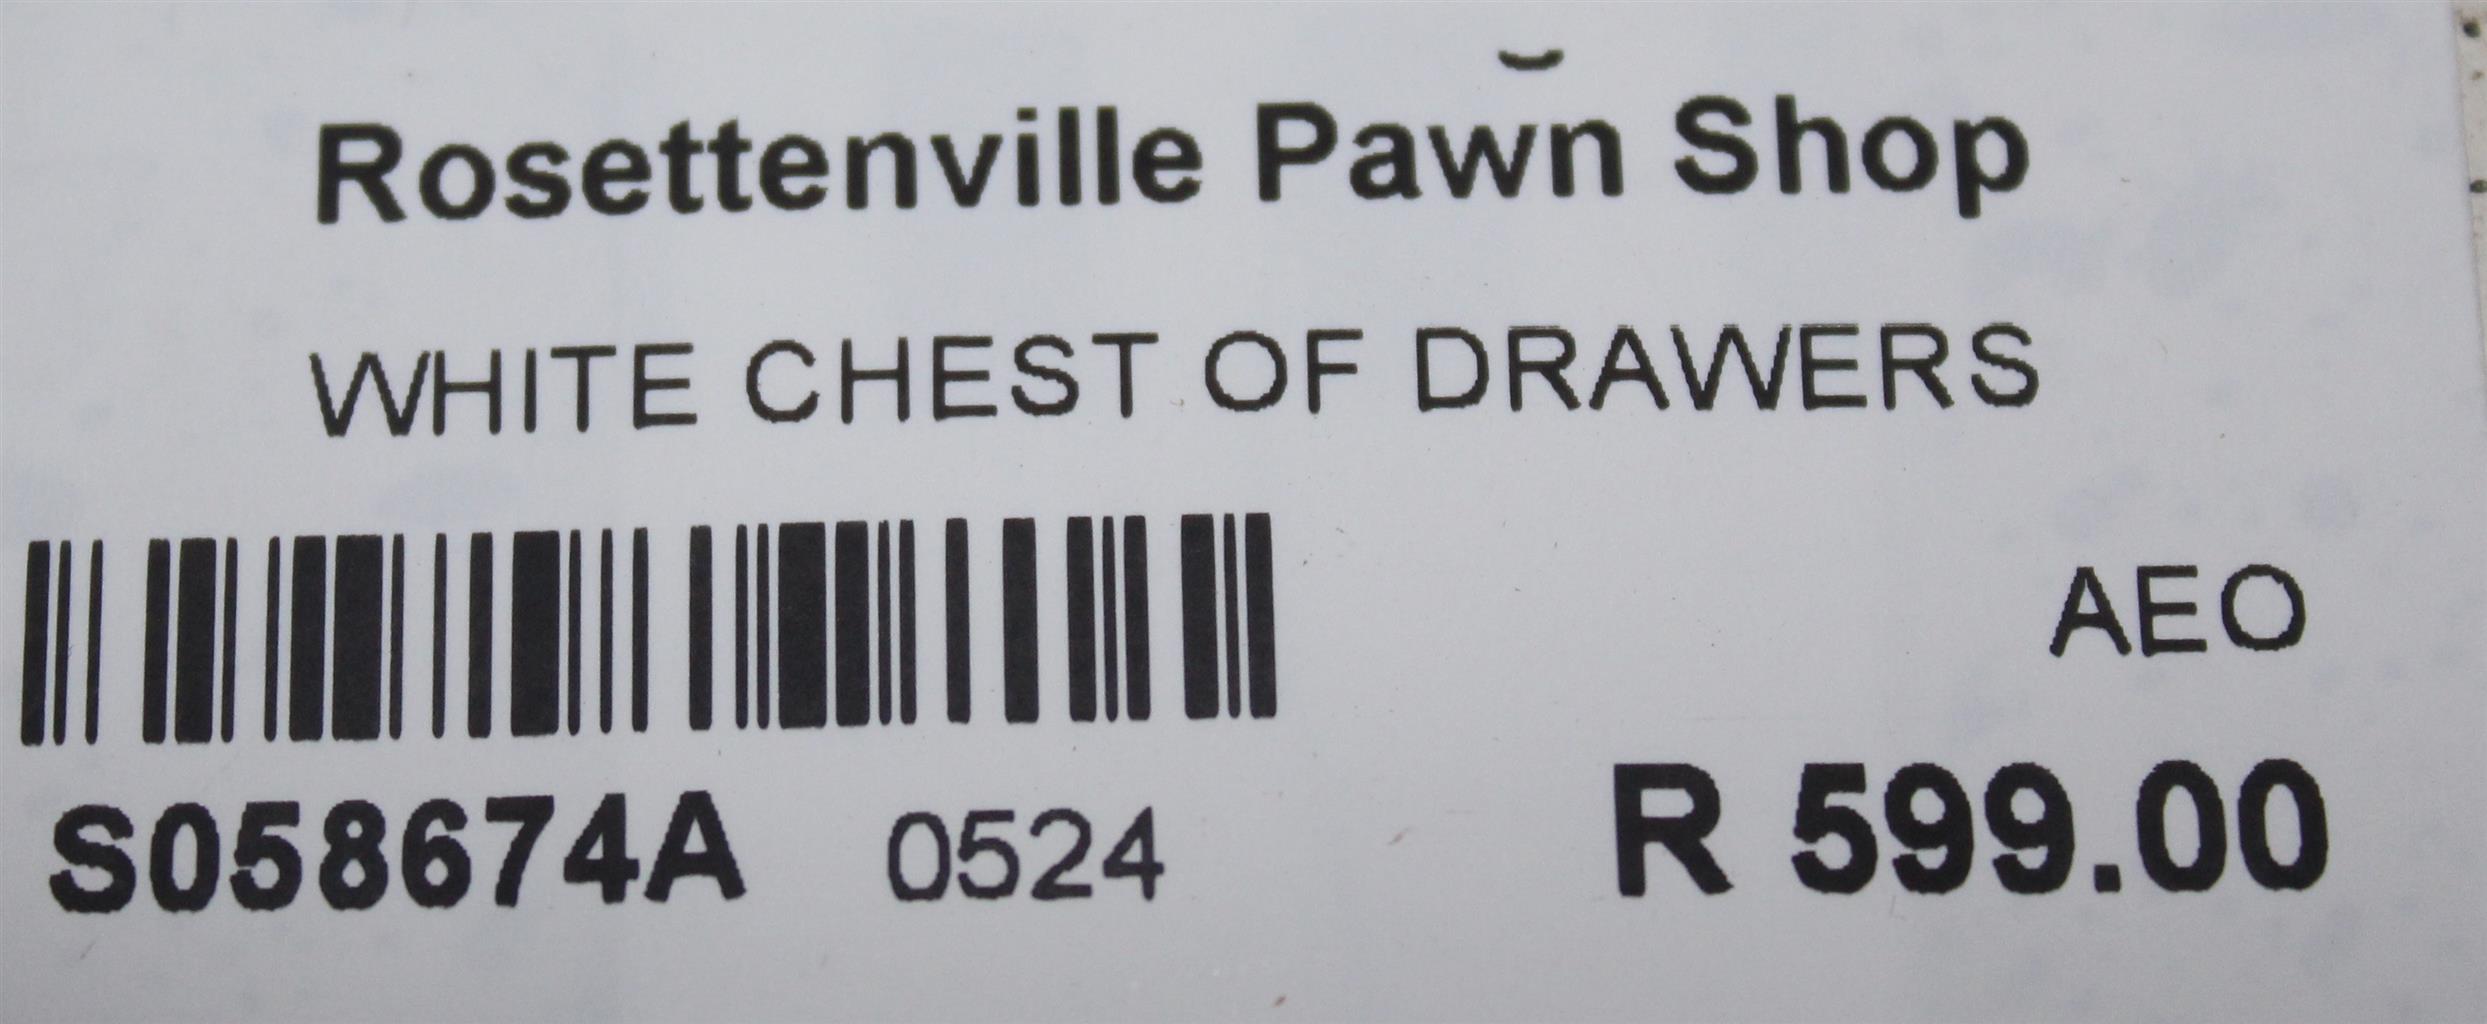 Rosettenville Pawn Shop
WHITE CHEST OF DRAWERS
AEO
S058674A 0524 R 599.00